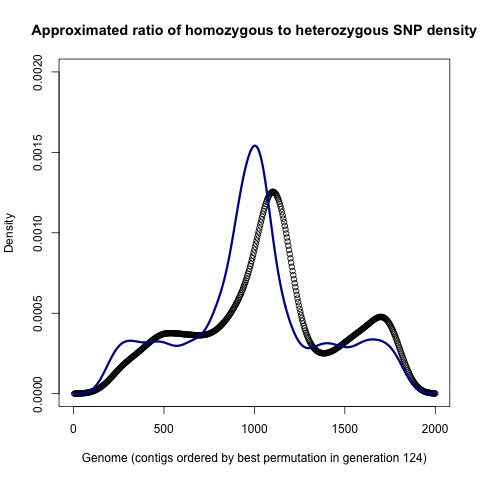 Approximated ratio of homozygous to heterozygous SNP density
0.0020
0.0015
0.0010
0.0005
0.0000
Density
0 500 1000 1500 2000
Genome (contigs ordered by best permutation in generation 124)